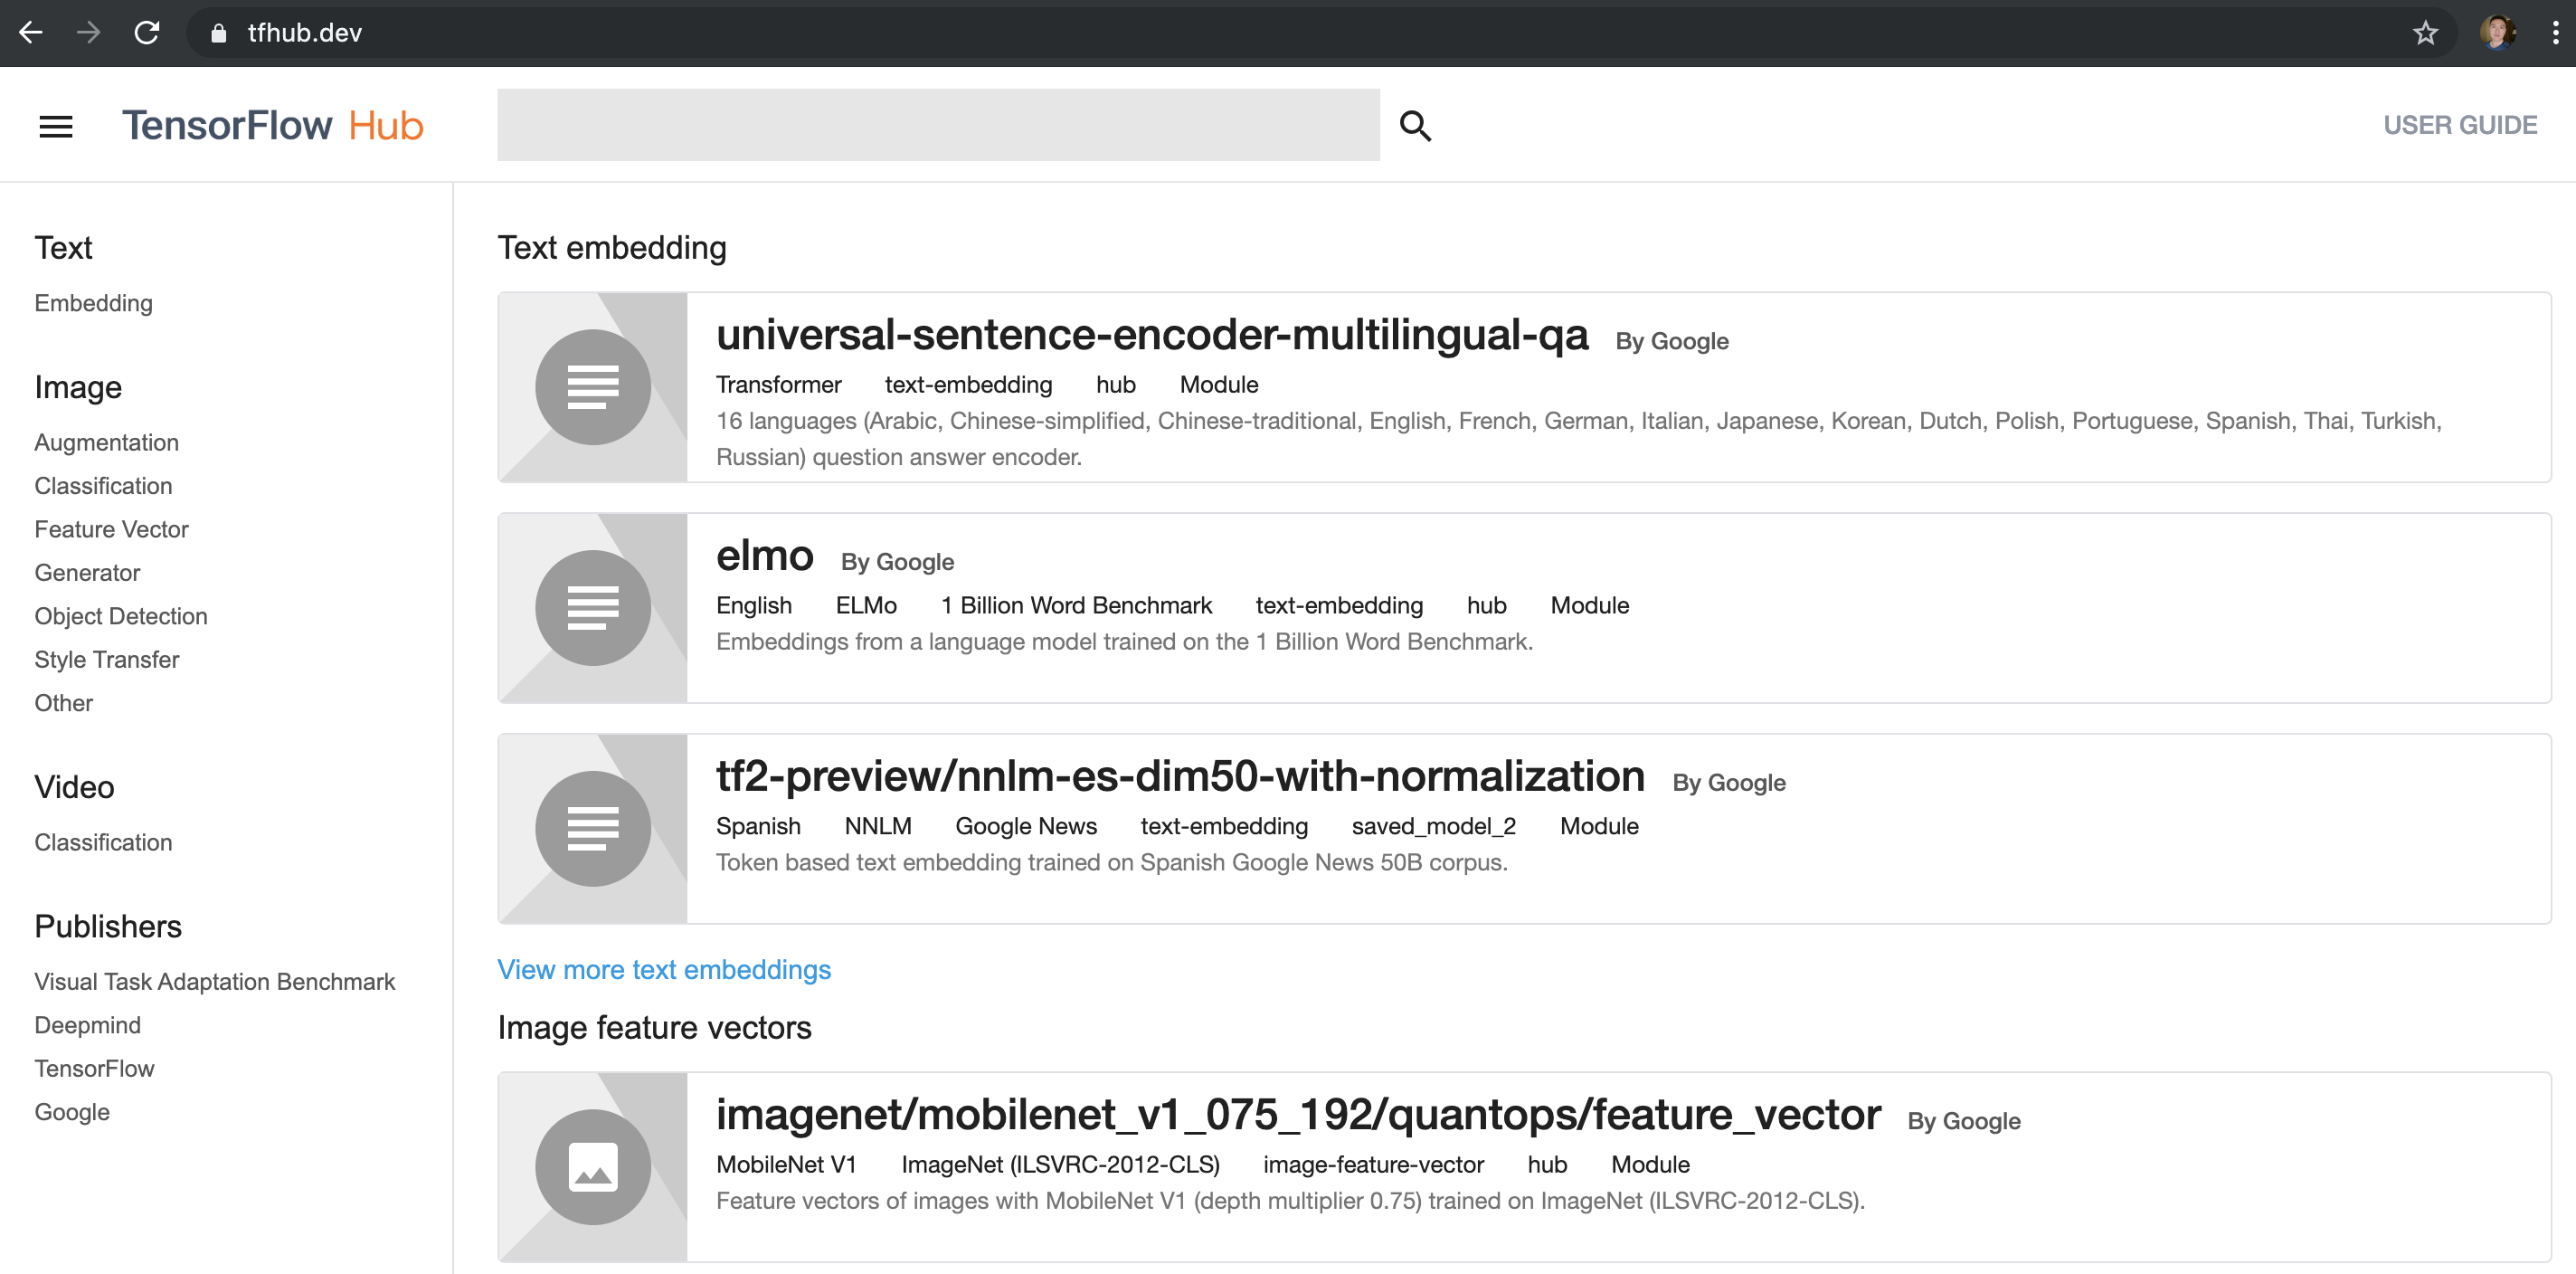 tfhub.dev
TensorFlow Hub
USER GUIDE
Text
Embedding
Image
Augmentation
Classification
Feature Vector
Generator
Object Detection
Style Transfer
Other
Video
Classification
Publishers
Visual Task Adaptation Benchmark
Deepmind
TensorFlow
Google
Text embedding
universal-sentence-encoder-multilingual-qa By Google
Transformer text-embedding hub Module
16 languages (Arabic, Chinese-simplified, Chinese-traditional, English, French, German, Italian, Japanese, Korean, Dutch, Polish, Portuguese, Spanish, Thai, Turkish,
Russian) question answer encoder.
elmo By Google
English ELMo 1 Billion Word Benchmark text-embedding hub Module
Embeddings from a language model trained on the 1 Billion Word Benchmark.
tf2-preview/nnlm-es-dim50-with-normalization By Google
Spanish NNLM Google News text-embedding saved_model_2 Module
Token based text embedding trained on Spanish Google News 50B corpus.
View more text embeddings
Image feature vectors
imagenet/mobilenet_v1_075_192/quantops/feature_vector By Google
MobileNet V1 ImageNet (ILSVRC-2012-CLS) image-feature-vector hub Module
Feature vectors of images with MobileNet V1 (depth multiplier 0.75) trained on ImageNet (ILSVRC-2012-CLS).